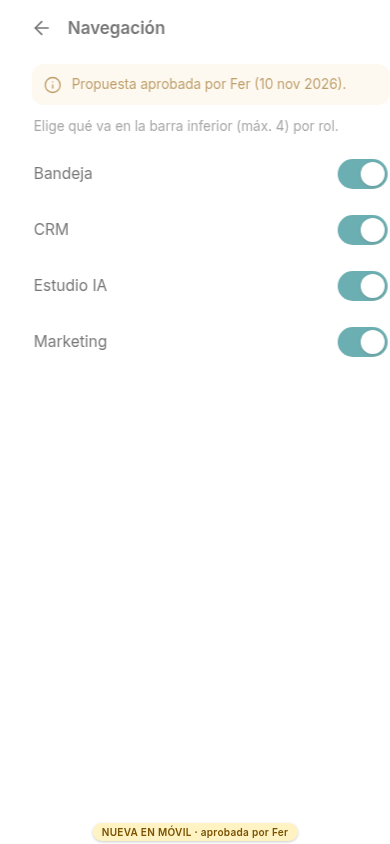 Navegación
Propuesta aprobada por Fer (10 nov 2026).
Elige qué va en la barra inferior (máx. 4) por rol.
Bandeja
CRM
Estudio IA
Marketing
NUEVA EN MÓVIL · aprobada por Fer